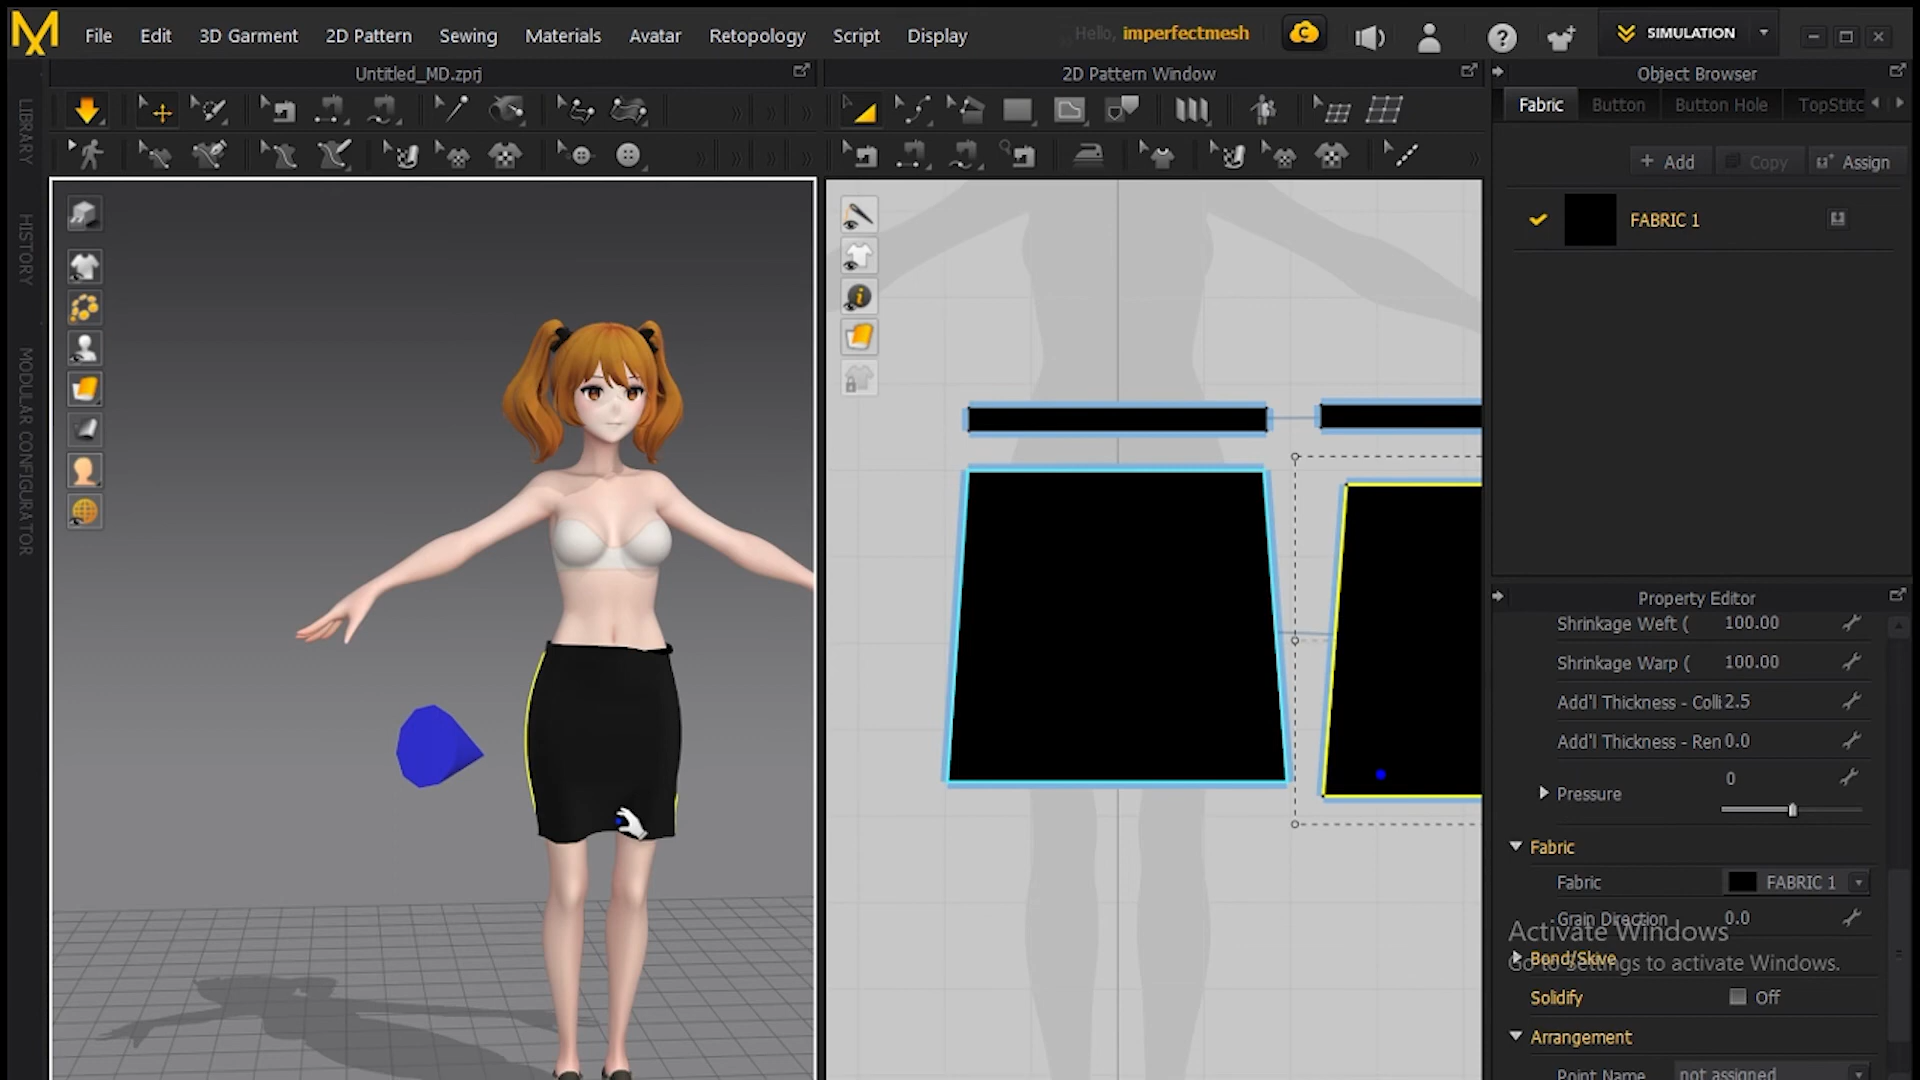 File Edit 3D Garment 2D Pattern Sewing Materials Avatar Retopology Script Display
Hello, imperfectmesh
SIMULATION
Untitled_MD.zprj
2D Pattern Window
Object Browser
LIBRARY
HISTORY
MODULAR CONFIGURATOR
Fabric Button Button Hole TopStitc
+ Add Copy Assign
FABRIC 1
Property Editor
Shrinkage Weft ( 100.00
Shrinkage Warp ( 100.00
Add'l Thickness - Colli 2.5
Add'l Thickness - Ren 0.0
0
Pressure
Fabric
Fabric FABRIC 1
Grain Direction 0.0
Activate Windows
Bond/Skive
Go to Settings to activate Windows.
Solidify Off
Arrangement
Point Name not assigned